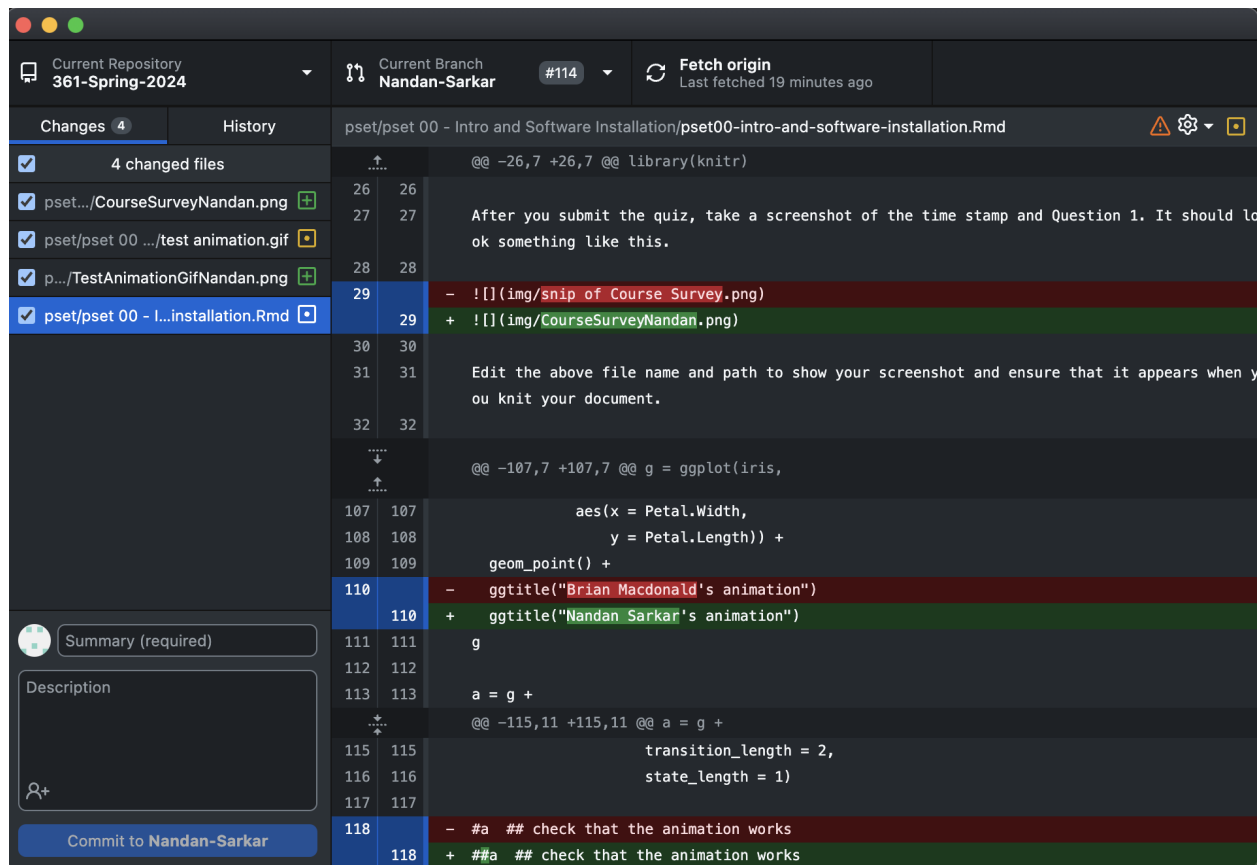 Current Repository
361-Spring-2024
Current Branch
Nandan-Sarkar
#114
Fetch origin
Last fetched 19 minutes ago
Changes 4
History
pset/pset 00 - Intro and Software Installation/pset00-intro-and-software-installation.Rmd
4 changed files
pset.../CourseSurveyNandan.png
pset/pset 00 .../test animation.gif
p.../TestAnimationGifNandan.png
pset/pset 00 - I...installation.Rmd
Summary (required)
Description
Commit to Nandan-Sarkar
@@ -26,7 +26,7 @@ library(knitr)
26 26
27 27 After you submit the quiz, take a screenshot of the time stamp and Question 1. It should lo
ok something like this.
28 28
29 - ![](img/snip of Course Survey.png)
29 + ![](img/CourseSurveyNandan.png)
30 30
31 31 Edit the above file name and path to show your screenshot and ensure that it appears when y
ou knit your document.
32 32
@@ -107,7 +107,7 @@ g = ggplot(iris,
107 107 aes(x = Petal.Width,
108 108 y = Petal.Length)) +
109 109 geom_point() +
110 - ggtitle("Brian Macdonald's animation")
110 + ggtitle("Nandan Sarkar's animation")
111 111 g
112 112
113 113 a = g +
@@ -115,11 +115,11 @@ a = g +
115 115 transition_length = 2,
116 116 state_length = 1)
117 117
118 - #a ## check that the animation works
118 + ##a ## check that the animation works